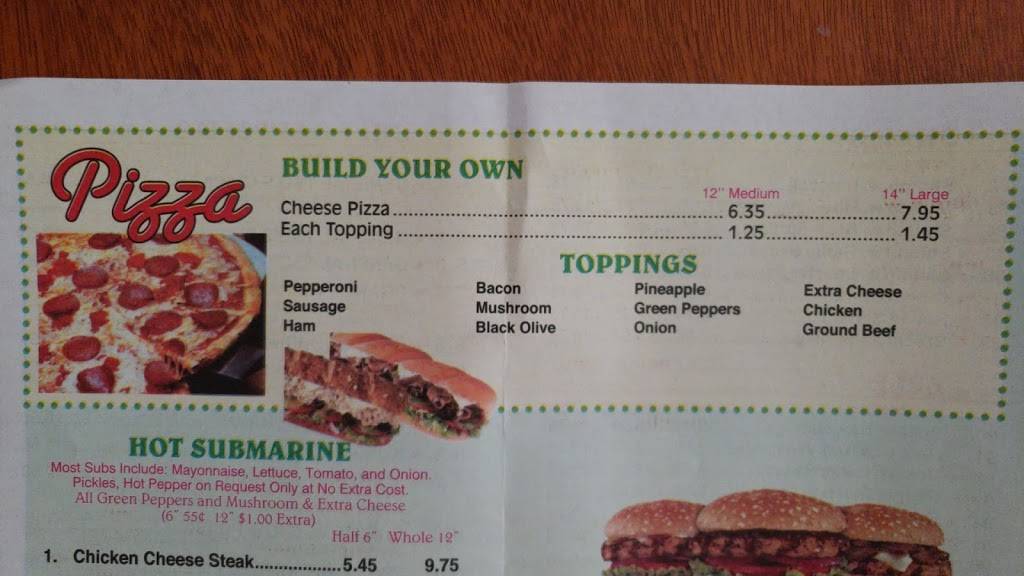 Pizza
BUILD YOUR OWN
12" Medium 14" Large
Cheese Pizza 6.35 7.95
Each Topping 1.25 1.45
TOPPINGS
Pepperoni Bacon Pineapple Extra Cheese
Sausage Mushroom Green Peppers Chicken
Ham Black Olive Onion Ground Beef
HOT SUBMARINE
Most Subs Include: Mayonnaise, Lettuce, Tomato, and Onion.
Pickles, Hot Pepper on Request Only at No Extra Cost.
All Green Peppers and Mushroom & Extra Cheese
(6" 55¢ 12" $1.00 Extra)
Half 6" Whole 12"
1. Chicken Cheese Steak 5.45 9.75